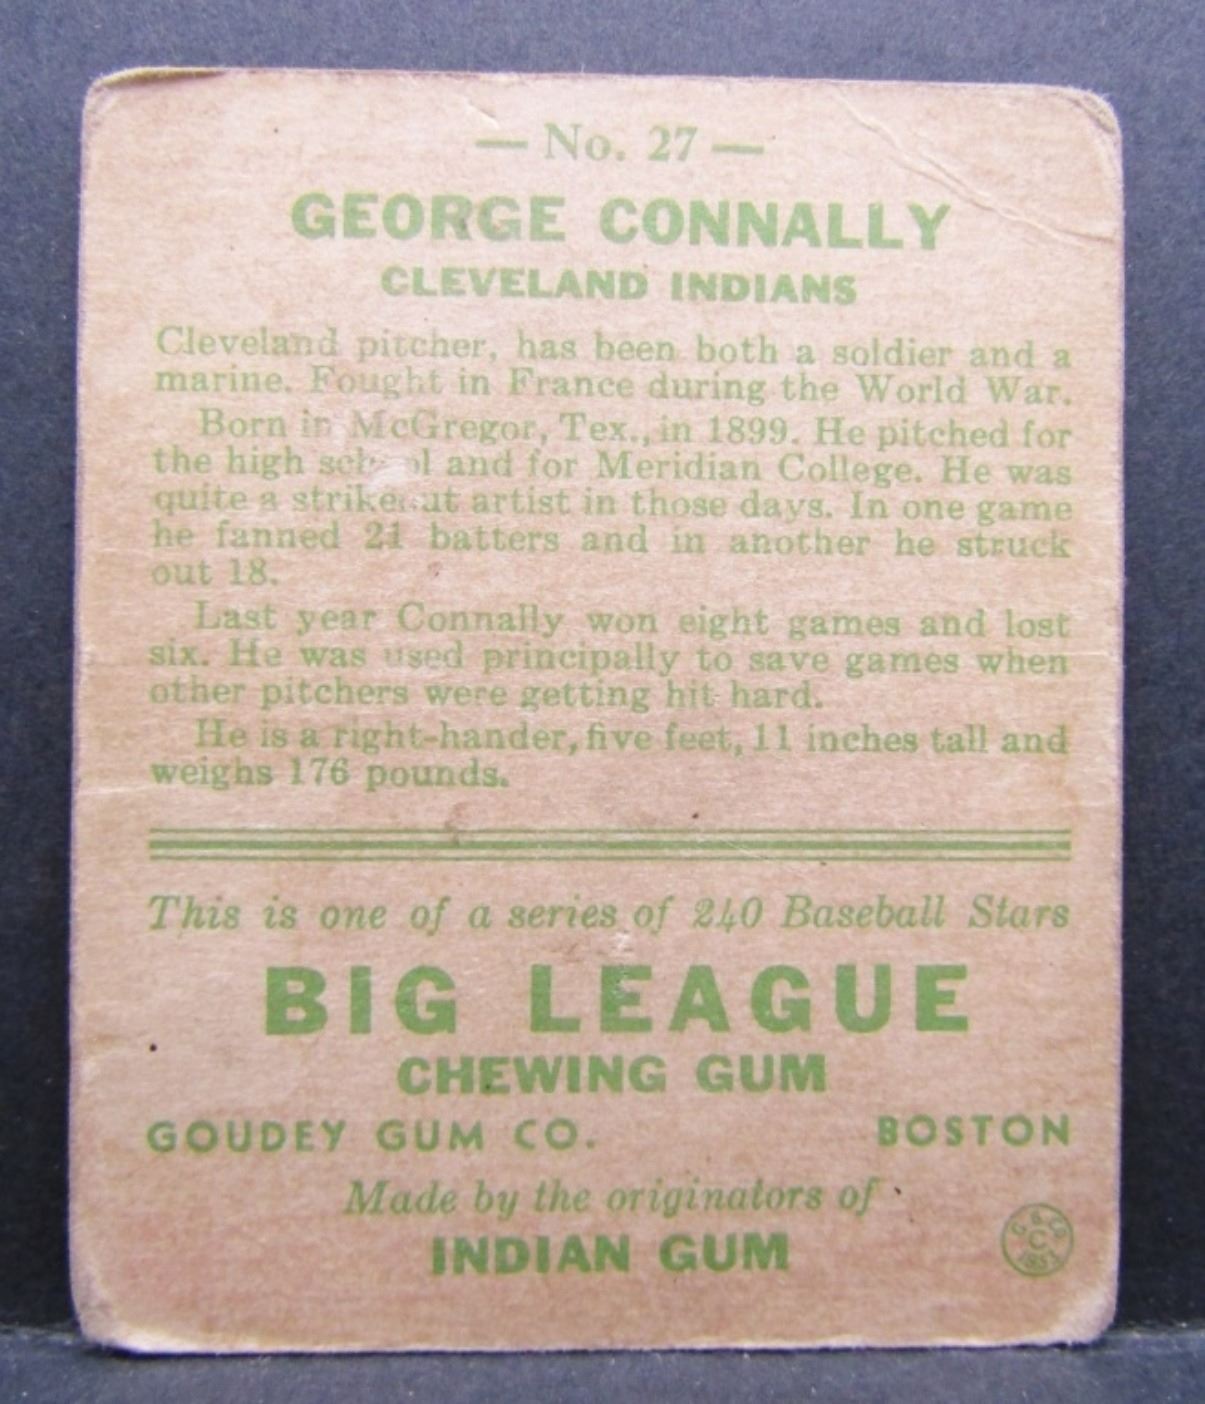 — No. 27 —
GEORGE CONNALLY
CLEVELAND INDIANS
Cleveland pitcher, has been both a soldier and a
marine. Fought in France during the World War.
Born in McGregor, Tex., in 1899. He pitched for
the high school and for Meridian College. He was
quite a strikeout artist in those days. In one game
he fanned 21 batters and in another he struck
out 18.
Last year Connally won eight games and lost
six. He was used principally to save games when
other pitchers were getting hit hard.
He is a right-hander, five feet, 11 inches tall and
weighs 176 pounds.
This is one of a series of 240 Baseball Stars
BIG LEAGUE
CHEWING GUM
GOUDEY GUM CO. BOSTON
Made by the originators of
INDIAN GUM